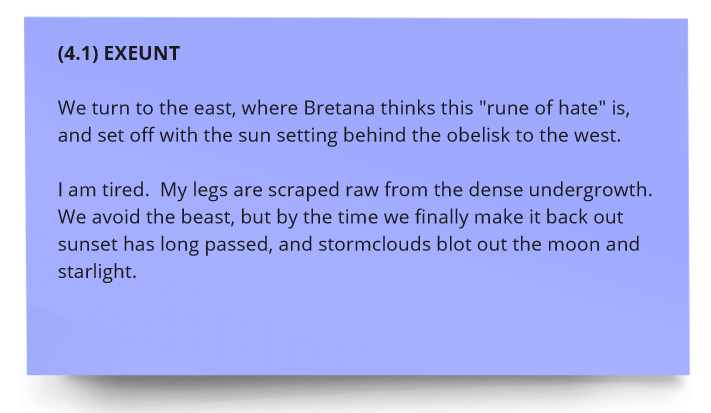 (4.1) EXEUNT
We turn to the east, where Bretana thinks this "rune of hate" is,
and set off with the sun setting behind the obelisk to the west.
I am tired.  My legs are scraped raw from the dense undergrowth.
We avoid the beast, but by the time we finally make it back out
sunset has long passed, and stormclouds blot out the moon and
starlight.